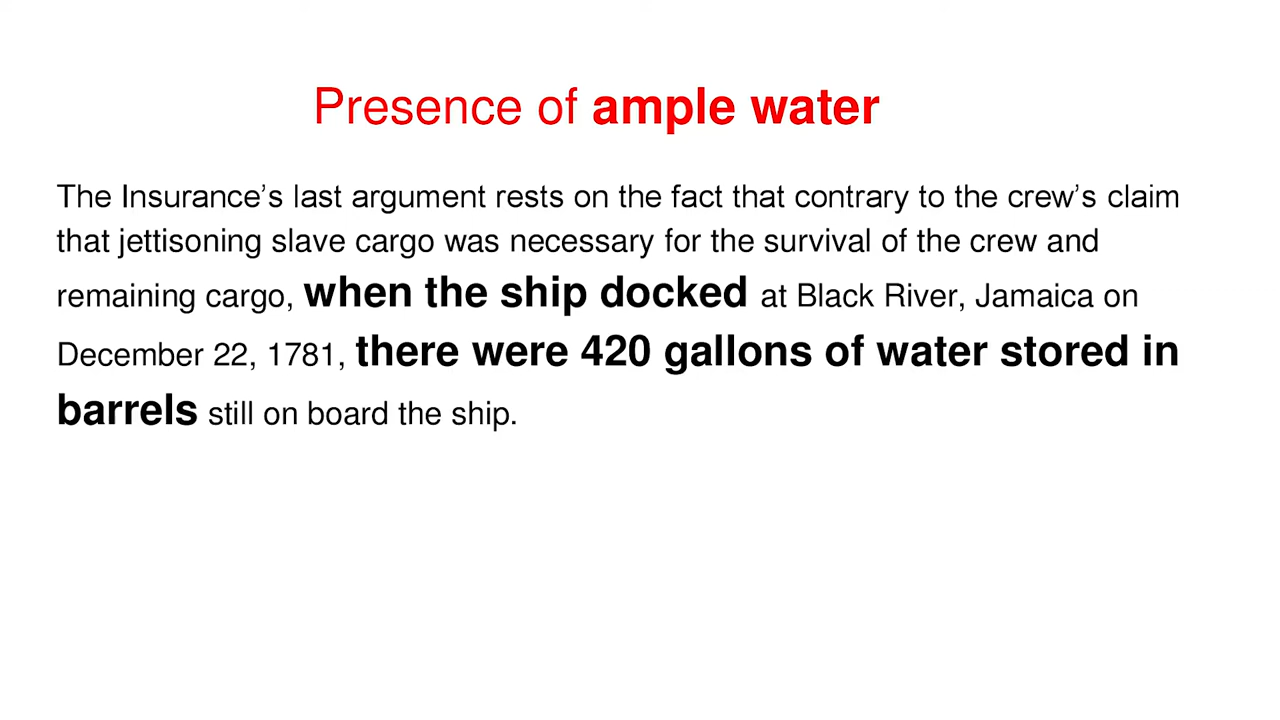 Presence of ample water
The Insurance’s last argument rests on the fact that contrary to the crew’s claim
that jettisoning slave cargo was necessary for the survival of the crew and
remaining cargo, when the ship docked at Black River, Jamaica on
December 22, 1781, there were 420 gallons of water stored in
barrels still on board the ship.